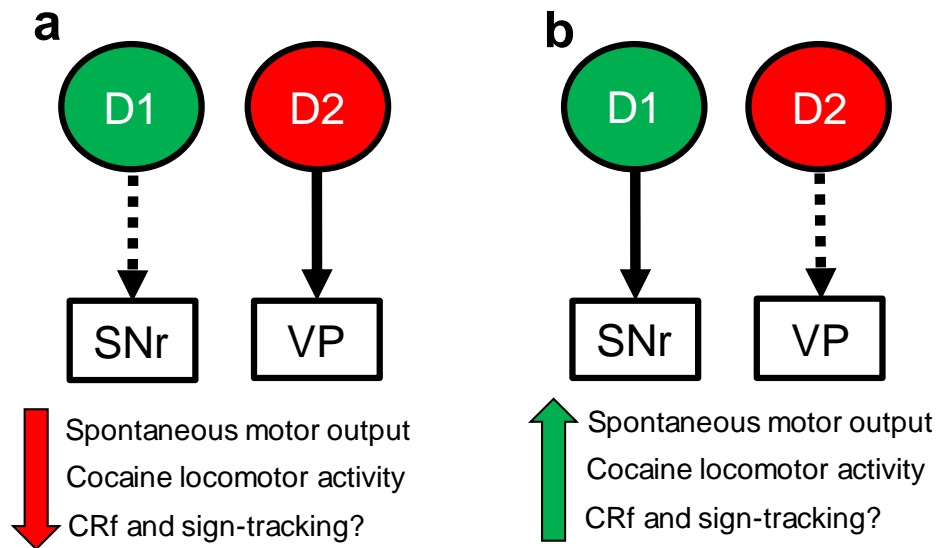 a
D1
D2
SNr
VP
Spontaneous motor output
Cocaine locomotor activity
CRf and sign-tracking?
b
D1
D2
SNr
VP
Spontaneous motor output
Cocaine locomotor activity
CRf and sign-tracking?